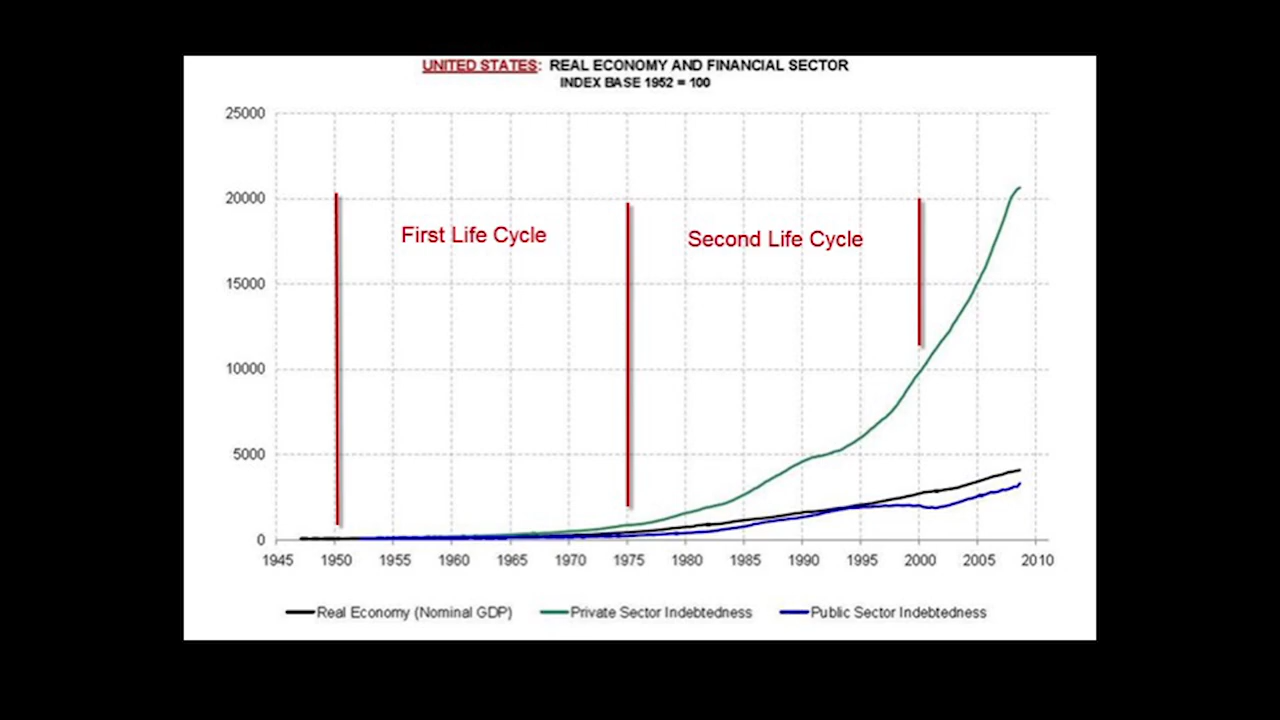 UNITED STATES: REAL ECONOMY AND FINANCIAL SECTOR
INDEX BASE 1952 = 100
25000
20000
15000
10000
5000
0
First Life Cycle
Second Life Cycle
1945 1950 1955 1960 1965 1970 1975 1980 1985 1990 1995 2000 2005 2010
Real Economy (Nominal GDP) Private Sector Indebtedness Public Sector Indebtedness